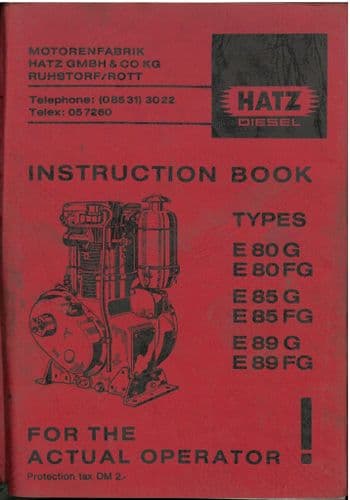 MOTORENFABRIK
HATZ GMBH & CO KG
RUHSTORF/ROTT
Telephone: (08531) 3022
Telex: 057260
HATZ
DIESEL
INSTRUCTION BOOK
TYPES
E 80 G
E 80 FG
E 85 G
E 85 FG
E 89 G
E 89 FG
FOR THE
ACTUAL OPERATOR !
Protection tax DM 2.-